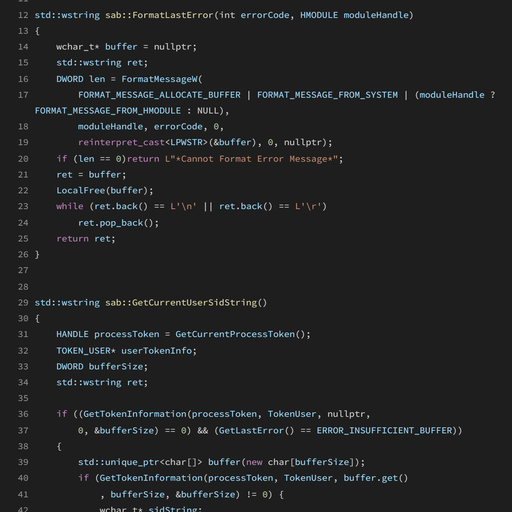 12 std::wstring sab::FormatLastError(int errorCode, HMODULE moduleHandle)
13 {
14 wchar_t* buffer = nullptr;
15 std::wstring ret;
16 DWORD len = FormatMessageW(
17 FORMAT_MESSAGE_ALLOCATE_BUFFER | FORMAT_MESSAGE_FROM_SYSTEM | (moduleHandle ?
FORMAT_MESSAGE_FROM_HMODULE : NULL),
18 moduleHandle, errorCode, 0,
19 reinterpret_cast<LPWSTR>(&buffer), 0, nullptr);
20 if (len == 0)return L"*Cannot Format Error Message*";
21 ret = buffer;
22 LocalFree(buffer);
23 while (ret.back() == L'\n' || ret.back() == L'\r')
24 ret.pop_back();
25 return ret;
26 }
27
28
29 std::wstring sab::GetCurrentUserSidString()
30 {
31 HANDLE processToken = GetCurrentProcessToken();
32 TOKEN_USER* userTokenInfo;
33 DWORD bufferSize;
34 std::wstring ret;
35
36 if ((GetTokenInformation(processToken, TokenUser, nullptr,
37 0, &bufferSize) == 0) && (GetLastError() == ERROR_INSUFFICIENT_BUFFER))
38 {
39 std::unique_ptr<char[]> buffer(new char[bufferSize]);
40 if (GetTokenInformation(processToken, TokenUser, buffer.get()
41 , bufferSize, &bufferSize) != 0) {
42 wchar_t* sidString;